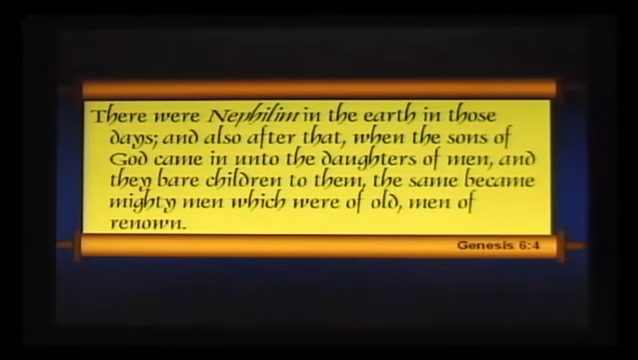 There were Nephilim in the earth in those
days; and also after that, when the sons of
God came in unto the daughters of men, and
they bare children to them, the same became
mighty men which were of old, men of
renown.
Genesis 6:4